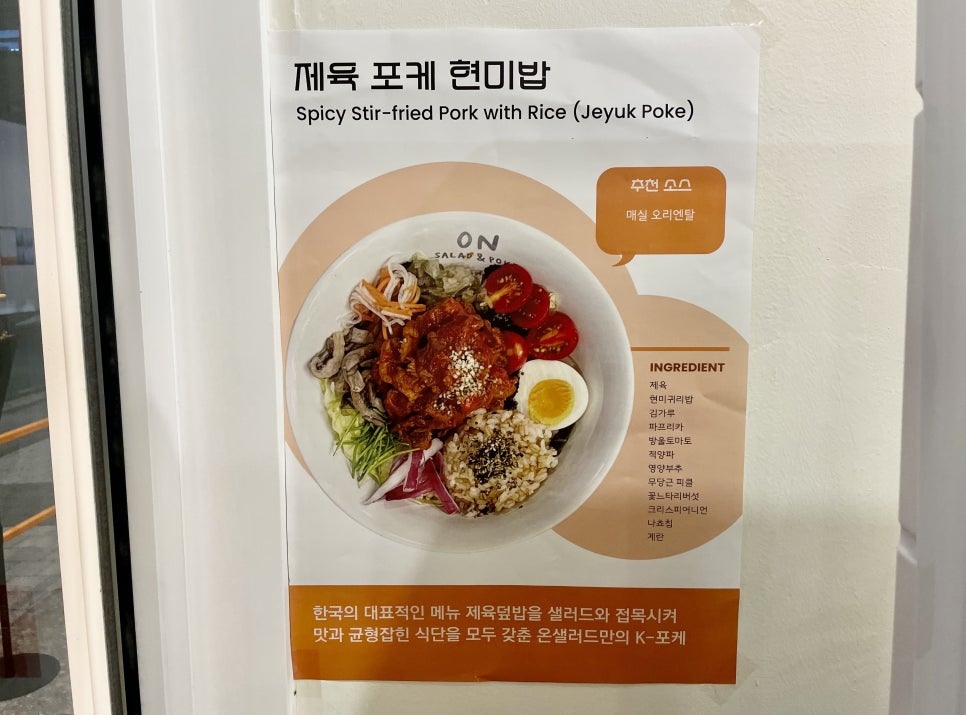 제육 포케 현미밥
Spicy Stir-fried Pork with Rice (Jeyuk Poke)
추천 소스
매실 오리엔탈
ON
SALAD & POK
INGREDIENT
제육
현미귀리밥
김가루
파프리카
방울토마토
적양파
영양부추
무당근 피클
꽃느타리버섯
크리스피어니언
나쵸칩
계란
한국의 대표적인 메뉴 제육덮밥을 샐러드와 접목시켜
맛과 균형잡힌 식단을 모두 갖춘 온샐러드만의 K-포케